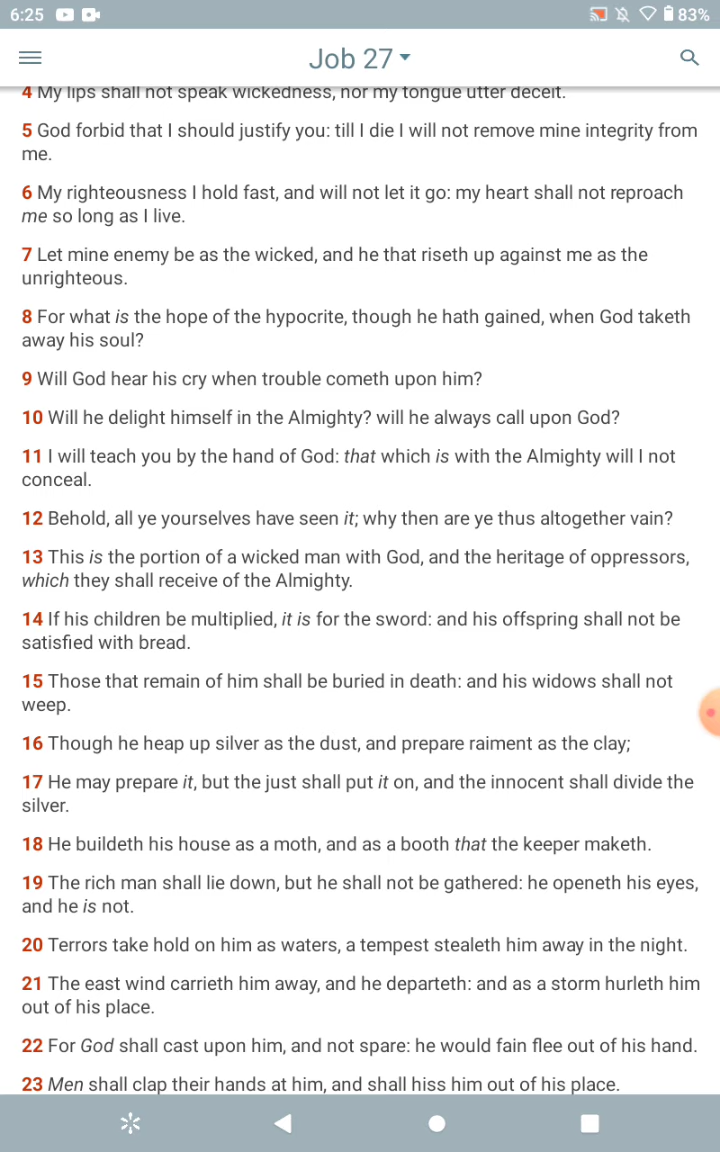 6:25
83%
Job 27
4 My lips shall not speak wickedness, nor my tongue utter deceit.
5 God forbid that I should justify you: till I die I will not remove mine integrity from
me.
6 My righteousness I hold fast, and will not let it go: my heart shall not reproach
me so long as I live.
7 Let mine enemy be as the wicked, and he that riseth up against me as the
unrighteous.
8 For what is the hope of the hypocrite, though he hath gained, when God taketh
away his soul?
9 Will God hear his cry when trouble cometh upon him?
10 Will he delight himself in the Almighty? will he always call upon God?
11 I will teach you by the hand of God: that which is with the Almighty will I not
conceal.
12 Behold, all ye yourselves have seen it; why then are ye thus altogether vain?
13 This is the portion of a wicked man with God, and the heritage of oppressors,
which they shall receive of the Almighty.
14 If his children be multiplied, it is for the sword: and his offspring shall not be
satisfied with bread.
15 Those that remain of him shall be buried in death: and his widows shall not
weep.
16 Though he heap up silver as the dust, and prepare raiment as the clay;
17 He may prepare it, but the just shall put it on, and the innocent shall divide the
silver.
18 He buildeth his house as a moth, and as a booth that the keeper maketh.
19 The rich man shall lie down, but he shall not be gathered: he openeth his eyes,
and he is not.
20 Terrors take hold on him as waters, a tempest stealeth him away in the night.
21 The east wind carrieth him away, and he departeth: and as a storm hurleth him
out of his place.
22 For God shall cast upon him, and not spare: he would fain flee out of his hand.
23 Men shall clap their hands at him, and shall hiss him out of his place.